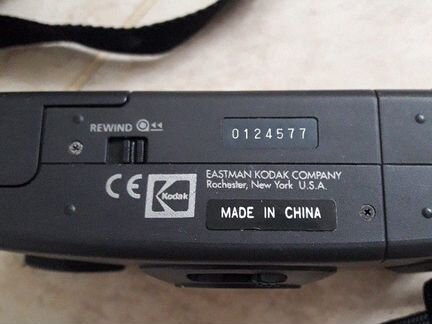 REWIND
0124577
CE
Kodak
EASTMAN KODAK COMPANY
Rochester, New York U.S.A.
MADE IN CHINA